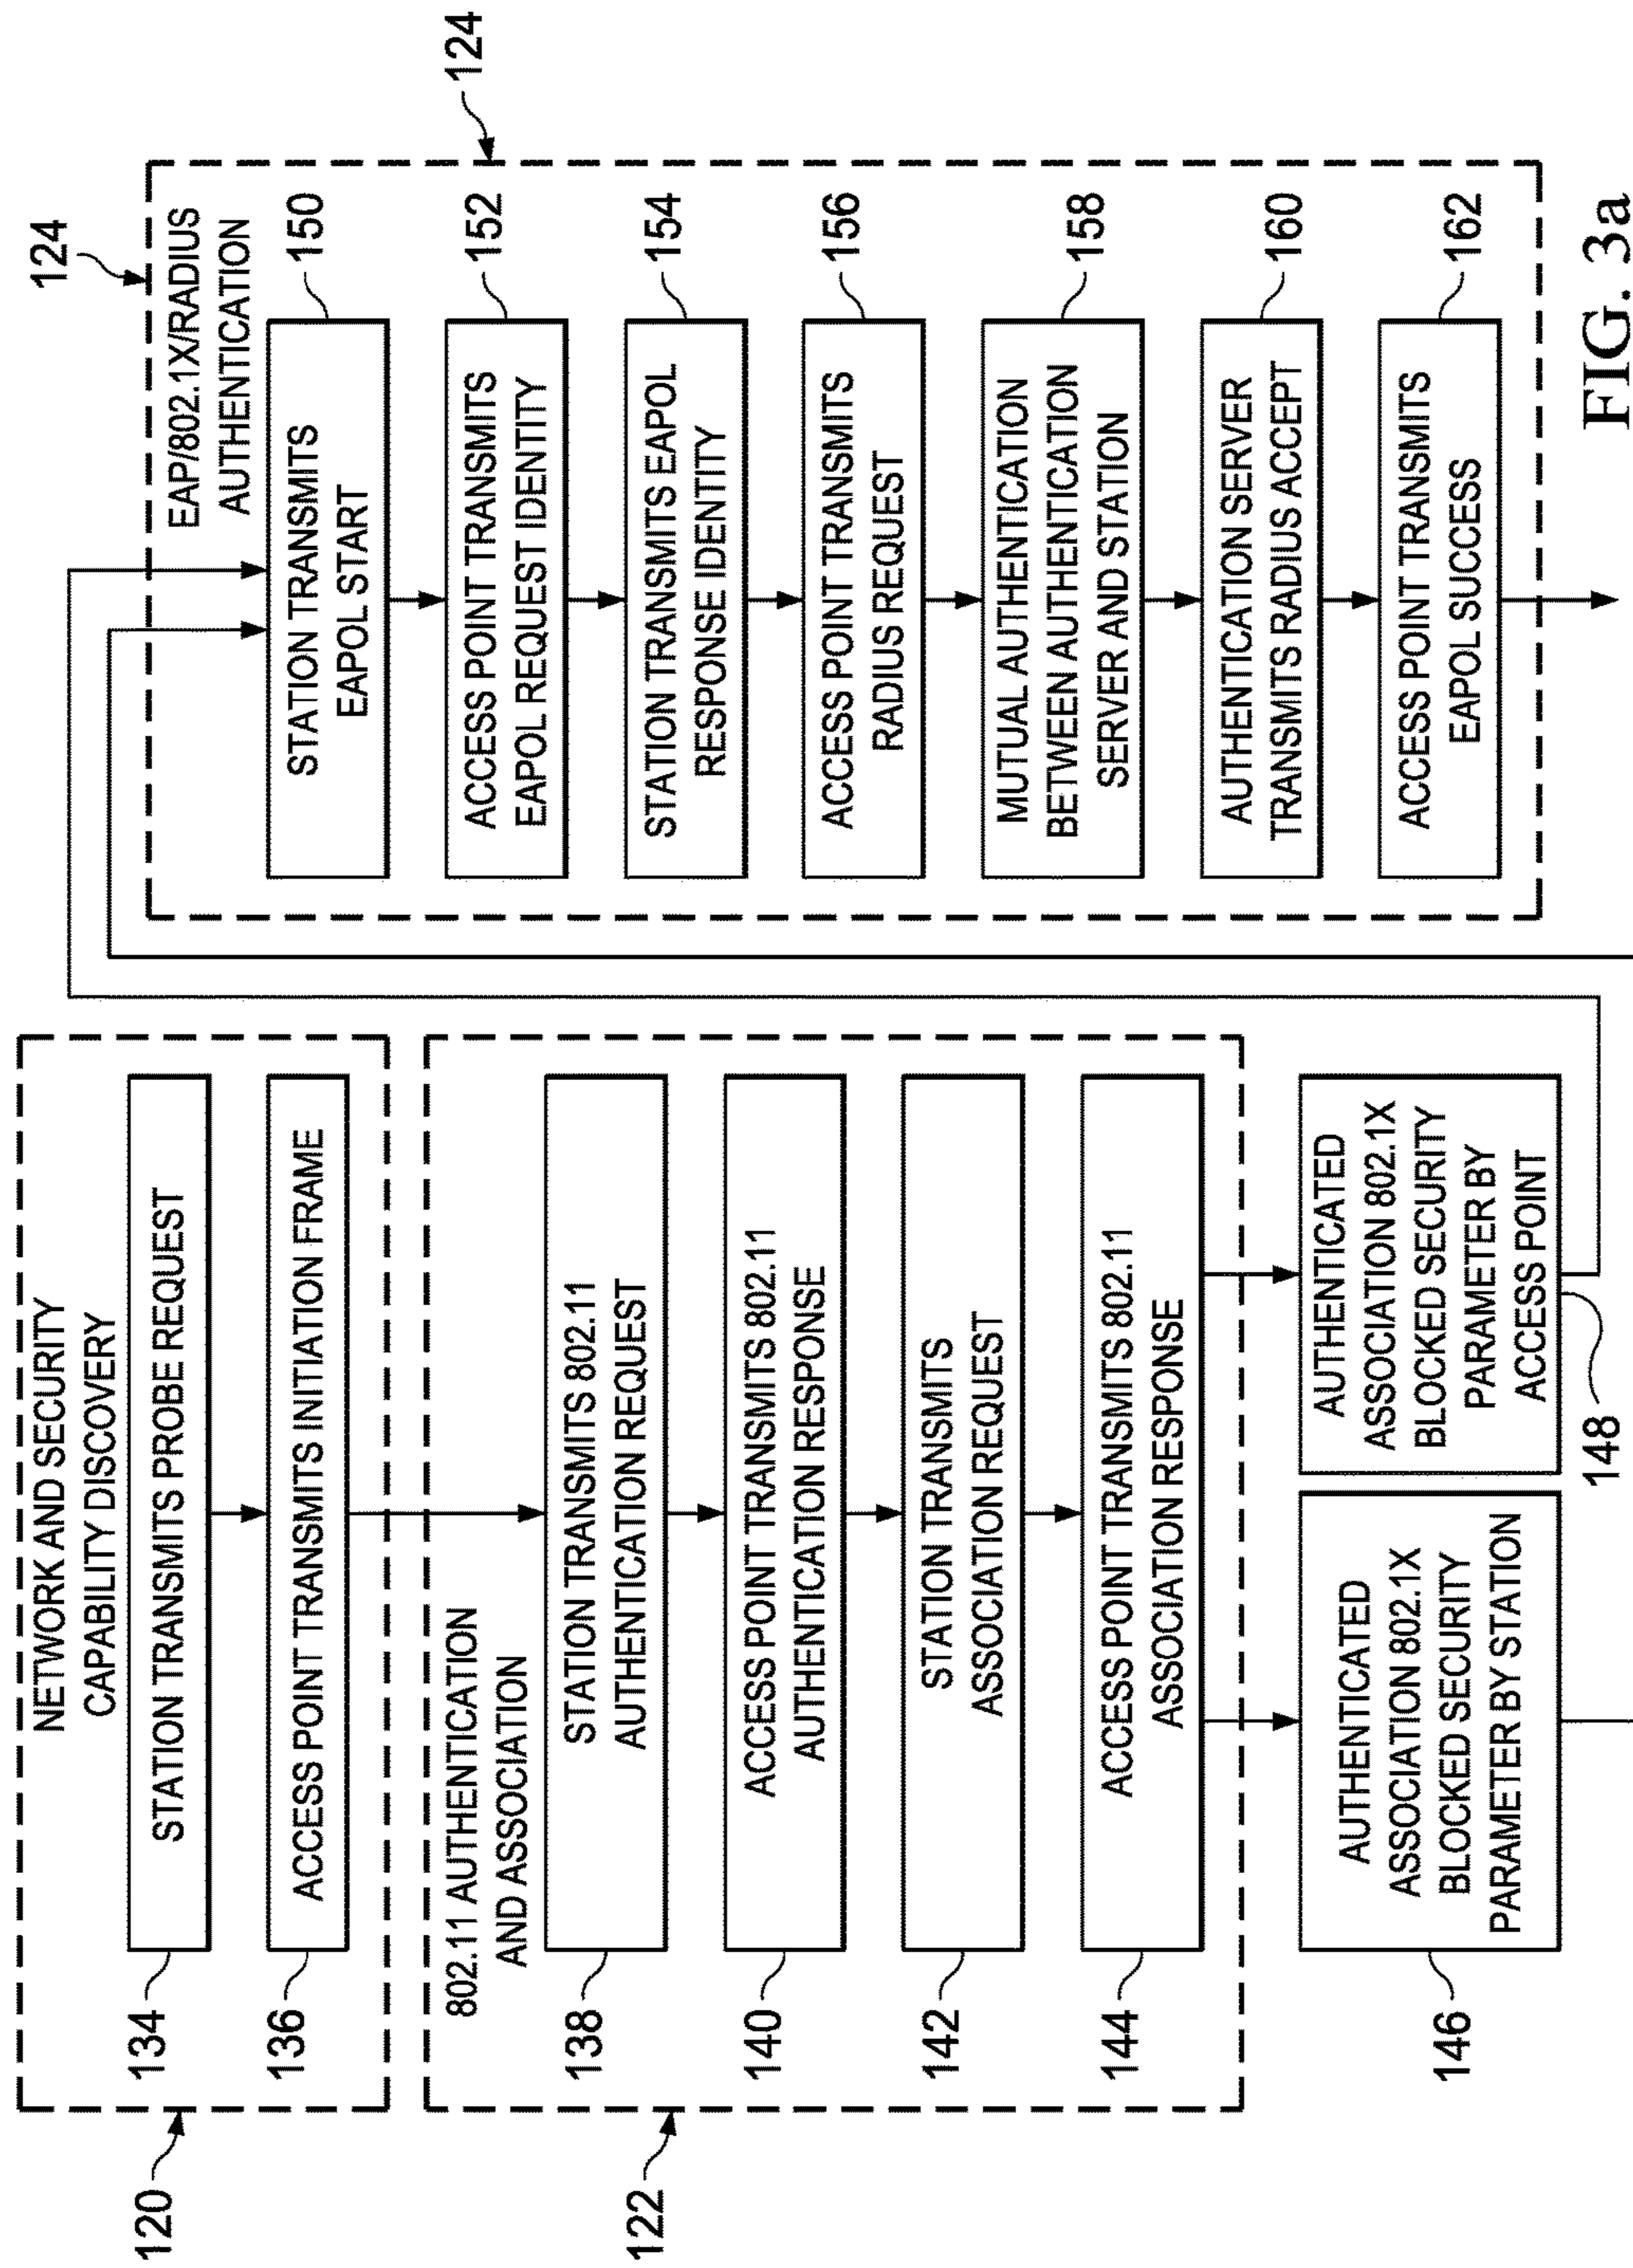 NETWORK AND SECURITY
CAPABILITY DISCOVERY
120
134
STATION TRANSMITS PROBE REQUEST
136
ACCESS POINT TRANSMITS INITIATION FRAME
802.11 AUTHENTICATION
AND ASSOCIATION
122
138
STATION TRANSMITS 802.11
AUTHENTICATION REQUEST
140
ACCESS POINT TRANSMITS 802.11
AUTHENTICATION RESPONSE
142
STATION TRANSMITS
ASSOCIATION REQUEST
144
ACCESS POINT TRANSMITS 802.11
ASSOCIATION RESPONSE
146
AUTHENTICATED
ASSOCIATION 802.1X
BLOCKED SECURITY
PARAMETER BY STATION
AUTHENTICATED
ASSOCIATION 802.1X
BLOCKED SECURITY
PARAMETER BY
ACCESS POINT
148
124
EAP/802.1X/RADIUS
AUTHENTICATION
124
STATION TRANSMITS
EAPOL START
150
ACCESS POINT TRANSMITS
EAPOL REQUEST IDENTITY
152
STATION TRANSMITS EAPOL
RESPONSE IDENTITY
154
ACCESS POINT TRANSMITS
RADIUS REQUEST
156
MUTUAL AUTHENTICATION
BETWEEN AUTHENTICATION
SERVER AND STATION
158
AUTHENTICATION SERVER
TRANSMITS RADIUS ACCEPT
160
ACCESS POINT TRANSMITS
EAPOL SUCCESS
162
FIG. 3a